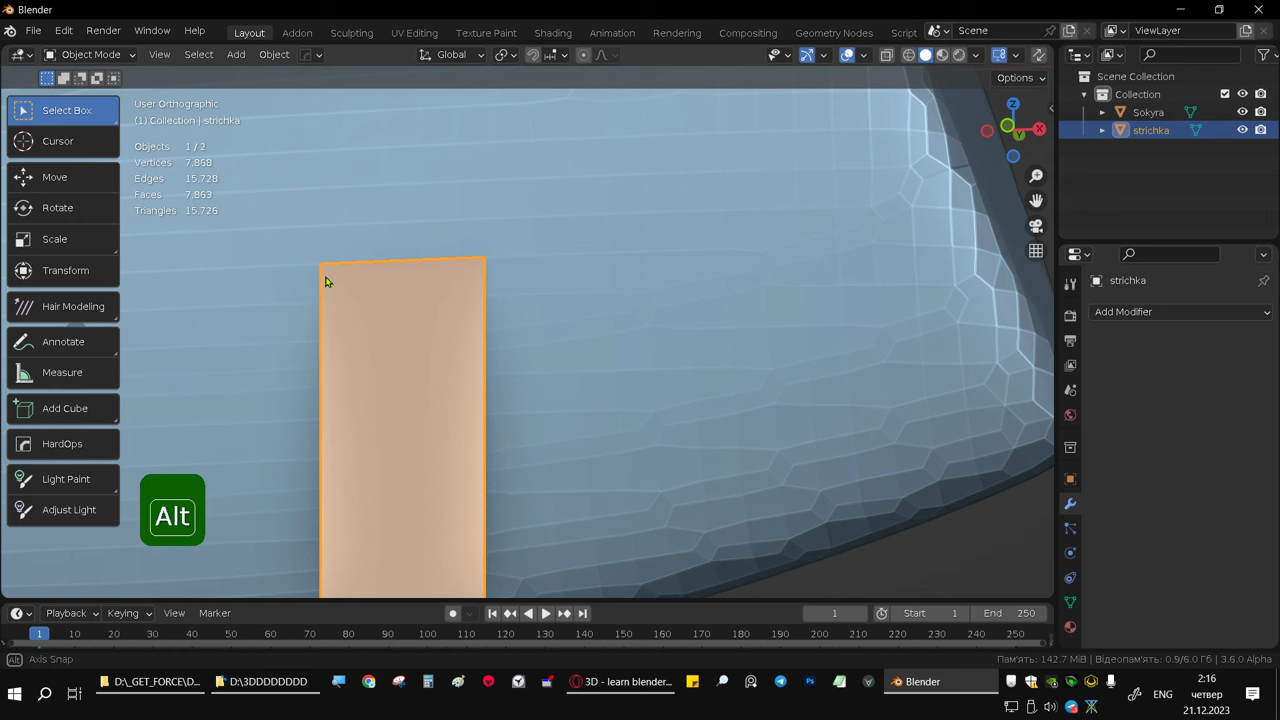 Blender
File Edit Render Window Help Layout Addon Sculpting UV Editing Texture Paint Shading Animation Rendering Compositing Geometry Nodes Script Scene ViewLayer
Object Mode View Select Add Object Global
Options
Select Box
Cursor
Move
Rotate
Scale
Transform
Hair Modeling
Annotate
Measure
Add Cube
HardOps
Light Paint
Adjust Light
User Orthographic
(1) Collection | strichka
Objects 1 / 2
Vertices 7,868
Edges 15,728
Faces 7,863
Triangles 15,726
Z
X
Y
Alt
Scene Collection
Collection
Sokyra
strichka
strichka
Add Modifier
Playback Keying View Marker 1 Start 1 End 250
1 10 20 30 40 50 60 70 80 90 100 110 120 130 140 150 160 170 180 190 200 210 220 230 240 250
Alt Axis Snap Пам'ять: 142.7 MiB | Відеопам'ять: 0.9/6.0 Гб | 3.6.0 Alpha
D:\_GET_FORCE\D... D:\3DDDDDDDD 3D - learn blender... Blender
ENG
2:16
четвер
21.12.2023